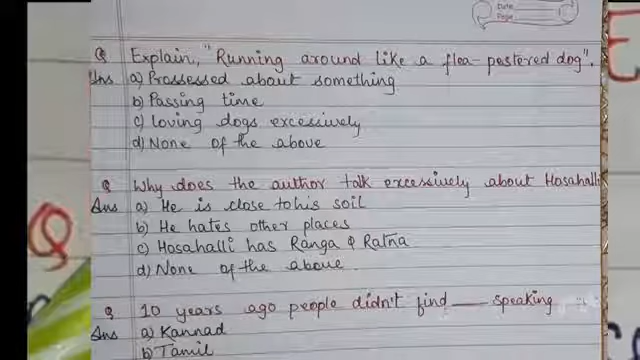 Date
Page
Q Explain, "Running around like a flea-pestered dog".
Ans a) Prossessed about something
b) Passing time
c) Loving dogs excessively
d) None of the above
Q Why does the author talk excessively about Hosahalli
Ans a) He is close to his soil
b) He hates other places
c) Hosahalli has Ranga & Ratna
d) None of the above
Q 10 years ago people didn't find ___ speaking
Ans a) Kannad
b) Tamil